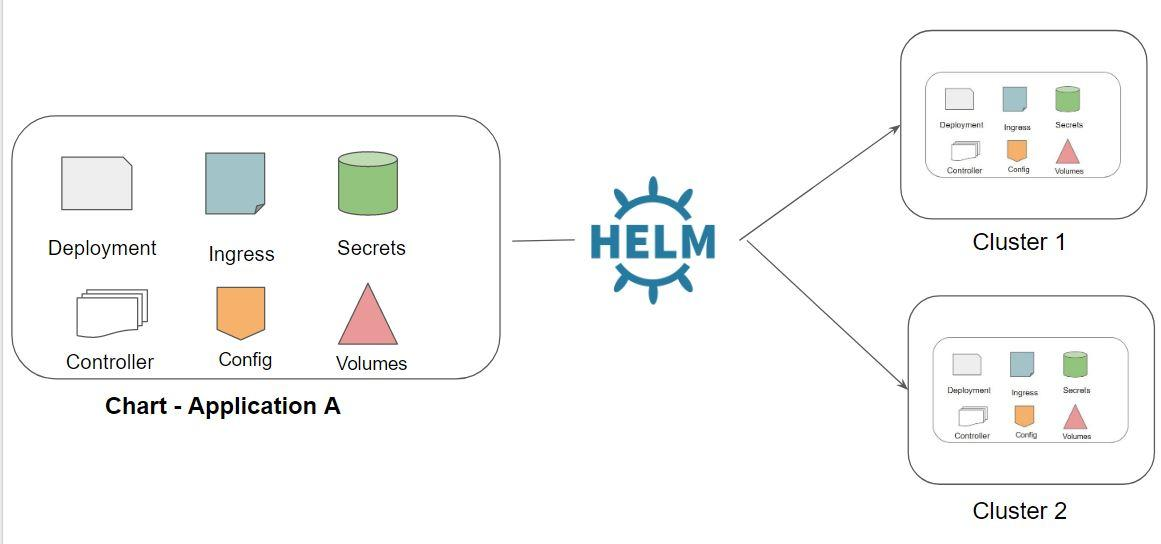 Deployment
Ingress
Secrets
Controller
Config
Volumes
Chart - Application A
HELM
Deployment
Ingress
Secrets
Controller
Config
Volumes
Cluster 1
Deployment
Ingress
Secrets
Controller
Config
Volumes
Cluster 2